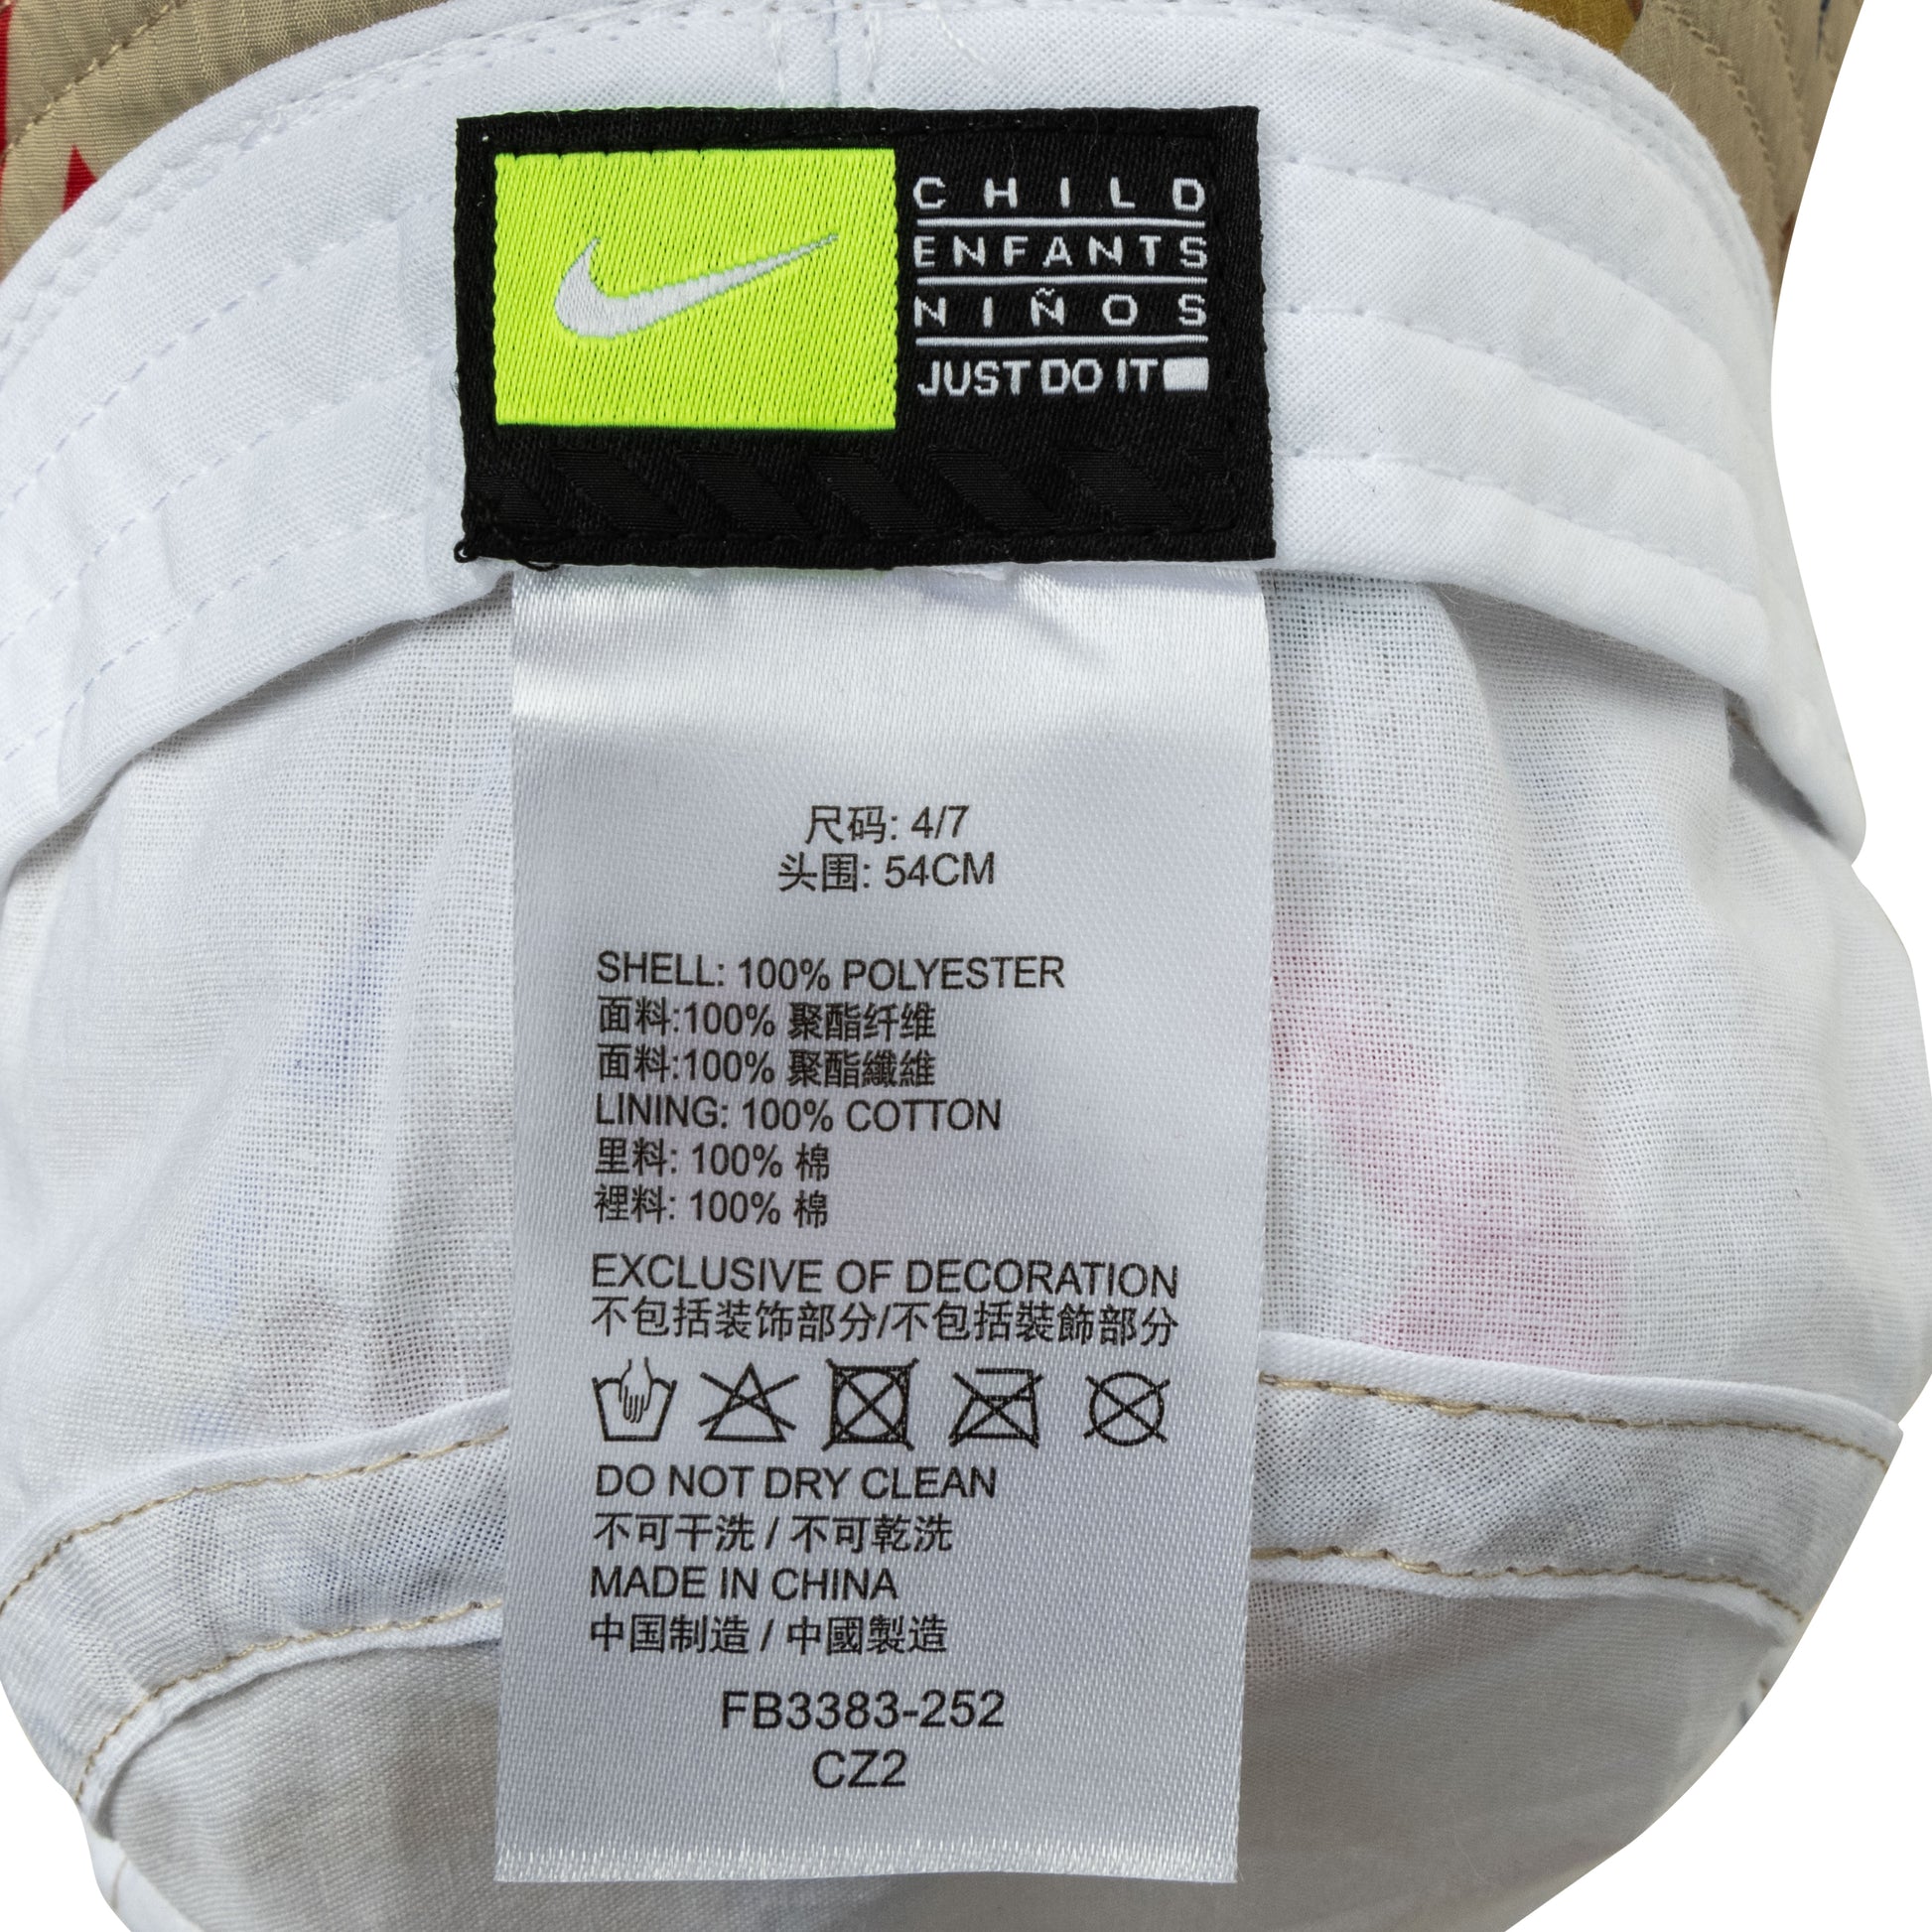 CHILD
ENFANTS
NIÑOS
JUST DO IT
尺码: 4/7
头围: 54CM
SHELL: 100% POLYESTER
面料:100% 聚酯纤维
面料:100% 聚酯纖維
LINING: 100% COTTON
里料: 100% 棉
裡料: 100% 棉
EXCLUSIVE OF DECORATION
不包括装饰部分/不包括裝飾部分
DO NOT DRY CLEAN
不可干洗 / 不可乾洗
MADE IN CHINA
中国制造 / 中國製造
FB3383-252
CZ2